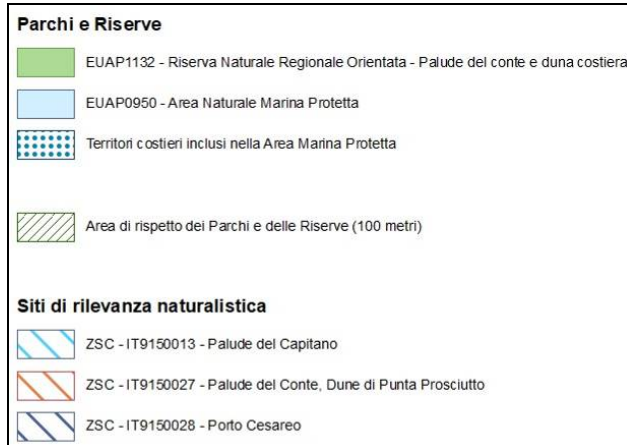 Parchi e Riserve
EUAP1132 - Riserva Naturale Regionale Orientata - Palude del conte e duna costiera
EUAP0950 - Area Naturale Marina Protetta
Territori costieri inclusi nella Area Marina Protetta
Area di rispetto dei Parchi e delle Riserve (100 metri)
Siti di rilevanza naturalistica
ZSC - IT9150013 - Palude del Capitano
ZSC - IT9150027 - Palude del Conte, Dune di Punta Prosciutto
ZSC - IT9150028 - Porto Cesareo